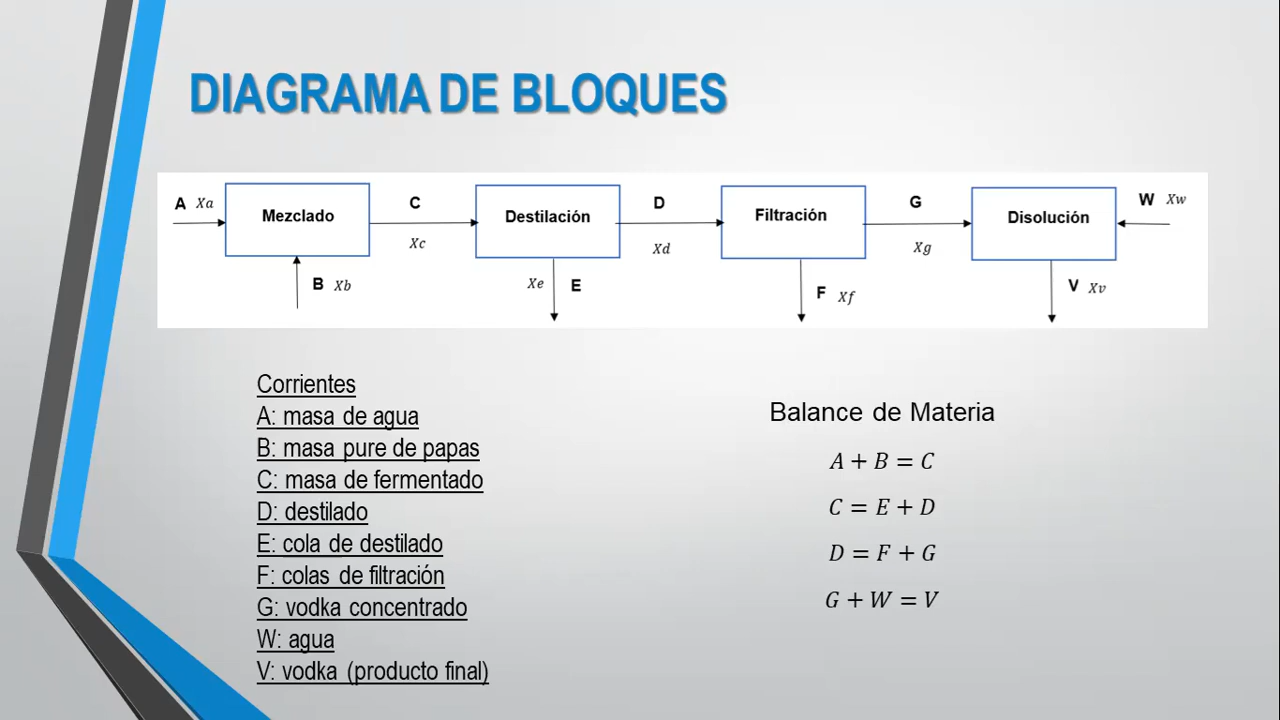 DIAGRAMA DE BLOQUES
A Xa
Mezclado
B Xb
C
Xc
Destilación
Xe E
D
Xd
Filtración
F Xf
G
Xg
Disolución
W Xw
V Xv
Corrientes
A: masa de agua
B: masa pure de papas
C: masa de fermentado
D: destilado
E: cola de destilado
F: colas de filtración
G: vodka concentrado
W: agua
V: vodka (producto final)
Balance de Materia
A + B = C
C = E + D
D = F + G
G + W = V